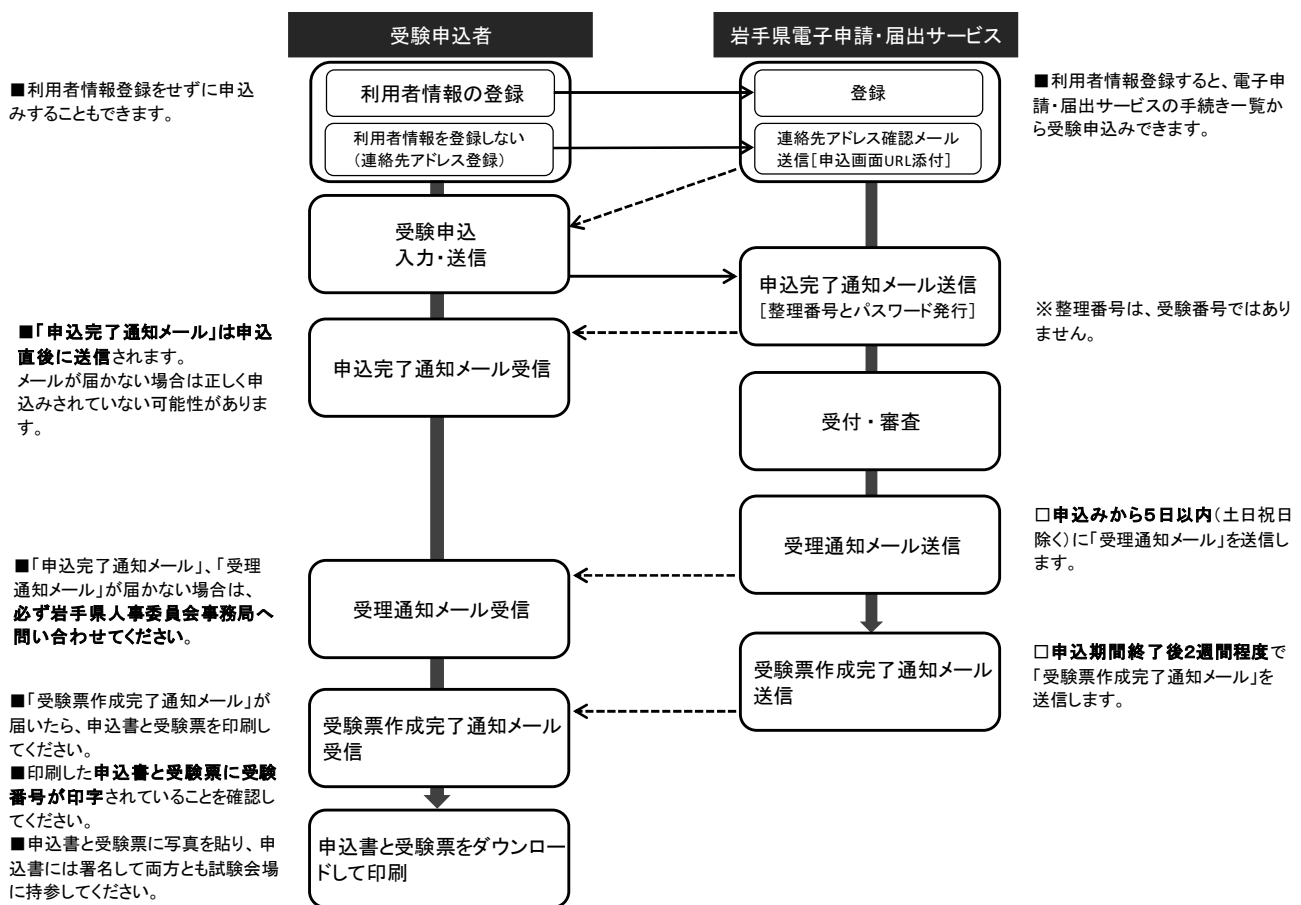 受験申込者
岩手県電子申請・届出サービス
■利用者情報登録をせずに申込
みすることもできます。
利用者情報の登録
登録
利用者情報を登録しない
（連絡先アドレス登録）
連絡先アドレス確認メール
送信［申込画面URL添付］
■利用者情報登録すると、電子申
請・届出サービスの手続き一覧か
ら受験申込みできます。
受験申込
入力・送信
申込完了通知メール送信
［整理番号とパスワード発行］
※整理番号は、受験番号ではあり
ません。
■「申込完了通知メール」は申込
直後に送信されます。
メールが届かない場合は正しく申
込みされていない可能性がありま
す。
申込完了通知メール受信
受付・審査
受理通知メール送信
□申込みから５日以内（土日祝日
除く）に「受理通知メール」を送信し
ます。
■「申込完了通知メール」、「受理
通知メール」が届かない場合は、
必ず岩手県人事委員会事務局へ
問い合わせてください。
受理通知メール受信
受験票作成完了通知メール
送信
□申込期間終了後２週間程度で
「受験票作成完了通知メール」を
送信します。
■「受験票作成完了通知メール」が
届いたら、申込書と受験票を印刷し
てください。
■印刷した申込書と受験票に受験
番号が印字されていることを確認し
てください。
■申込書と受験票に写真を貼り、申
込書には署名して両方とも試験会場
に持参してください。
受験票作成完了通知メール
受信
申込書と受験票をダウンロー
ドして印刷